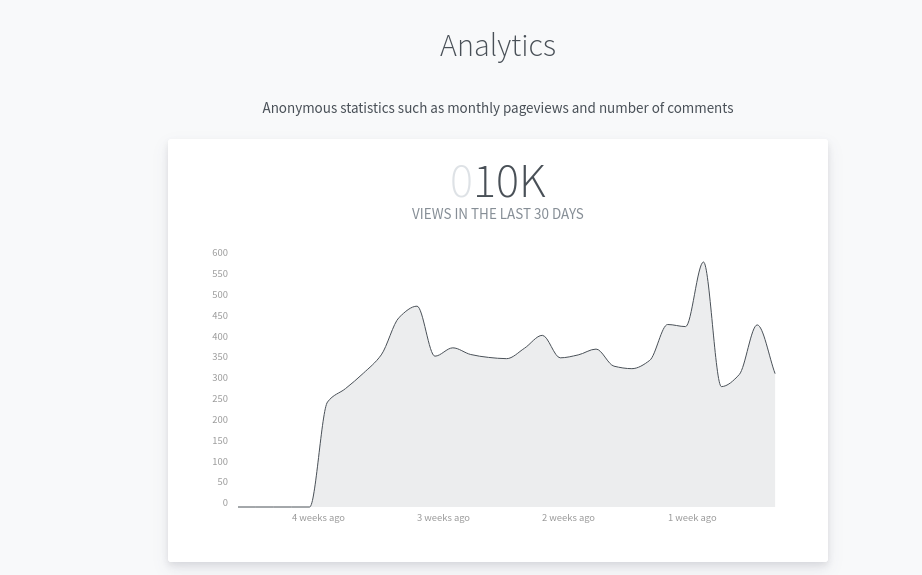 Analytics
Anonymous statistics such as monthly pageviews and number of comments
010K
VIEWS IN THE LAST 30 DAYS
600
550
500
450
400
350
300
250
200
150
100
50
0
4 weeks ago 3 weeks ago 2 weeks ago 1 week ago